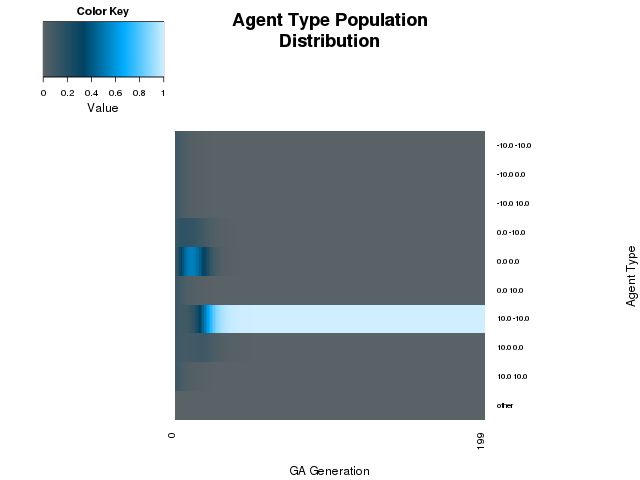 Color Key
0 0.2 0.4 0.6 0.8 1
Value
Agent Type Population
Distribution
-10.0 -10.0
-10.0 0.0
-10.0 10.0
0.0 -10.0
0.0 0.0
0.0 10.0
10.0 -10.0
10.0 0.0
10.0 10.0
other
Agent Type
0
199
GA Generation